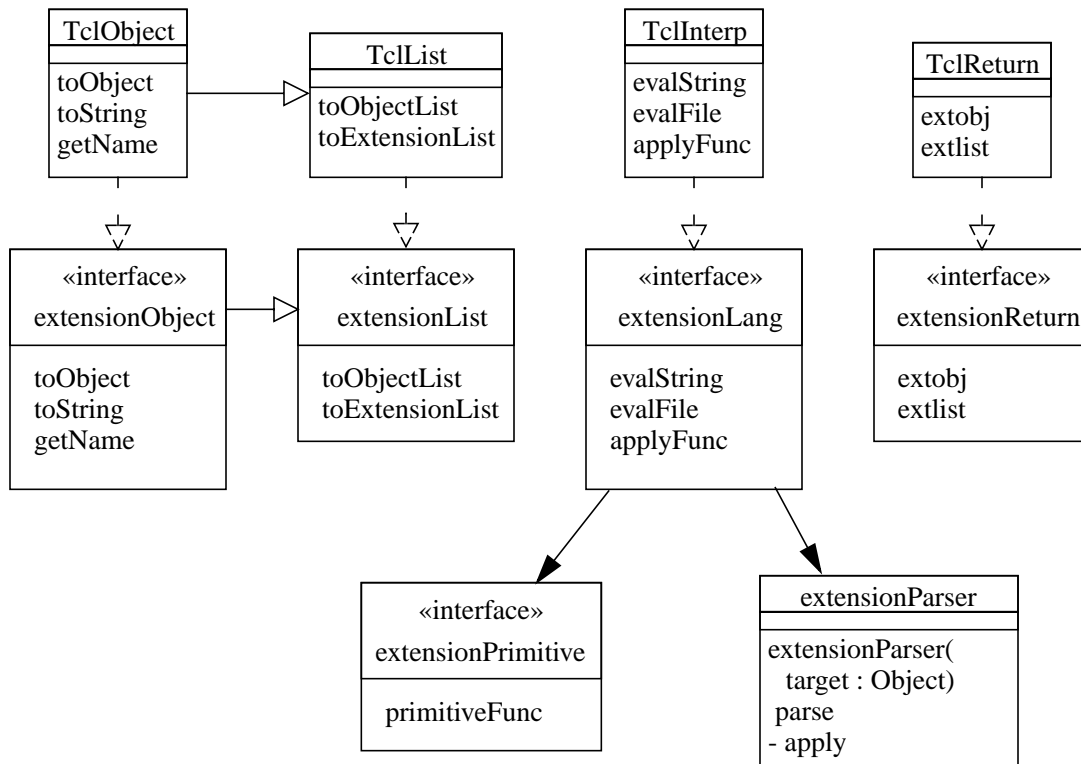 TclObject
toObject
toString
getName
TclList
toObjectList
toExtensionList
TclInterp
evalString
evalFile
applyFunc
TclReturn
extobj
extlist
«interface»
extensionObject
toObject
toString
getName
«interface»
extensionList
toObjectList
toExtensionList
«interface»
extensionLang
evalString
evalFile
applyFunc
«interface»
extensionReturn
extobj
extlist
«interface»
extensionPrimitive
primitiveFunc
extensionParser
extensionParser(
target : Object)
parse
- apply